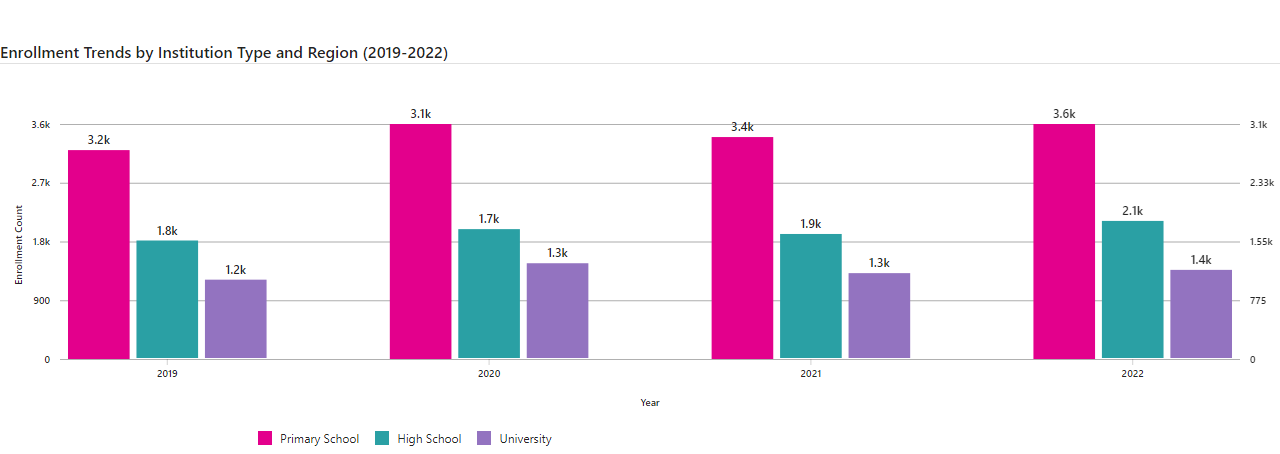 Enrollment Trends by Institution Type and Region (2019-2022)
3.1k
3.6k
3.4k
3.6k
3.1k
3.2k
2.7k
2.33k
1.8k
1.7k
1.9k
2.1k
1.8k
1.55k
1.2k
1.3k
1.3k
1.4k
900
775
0
0
Enrollment Count
2019
2020
2021
2022
Year
Primary School
High School
University